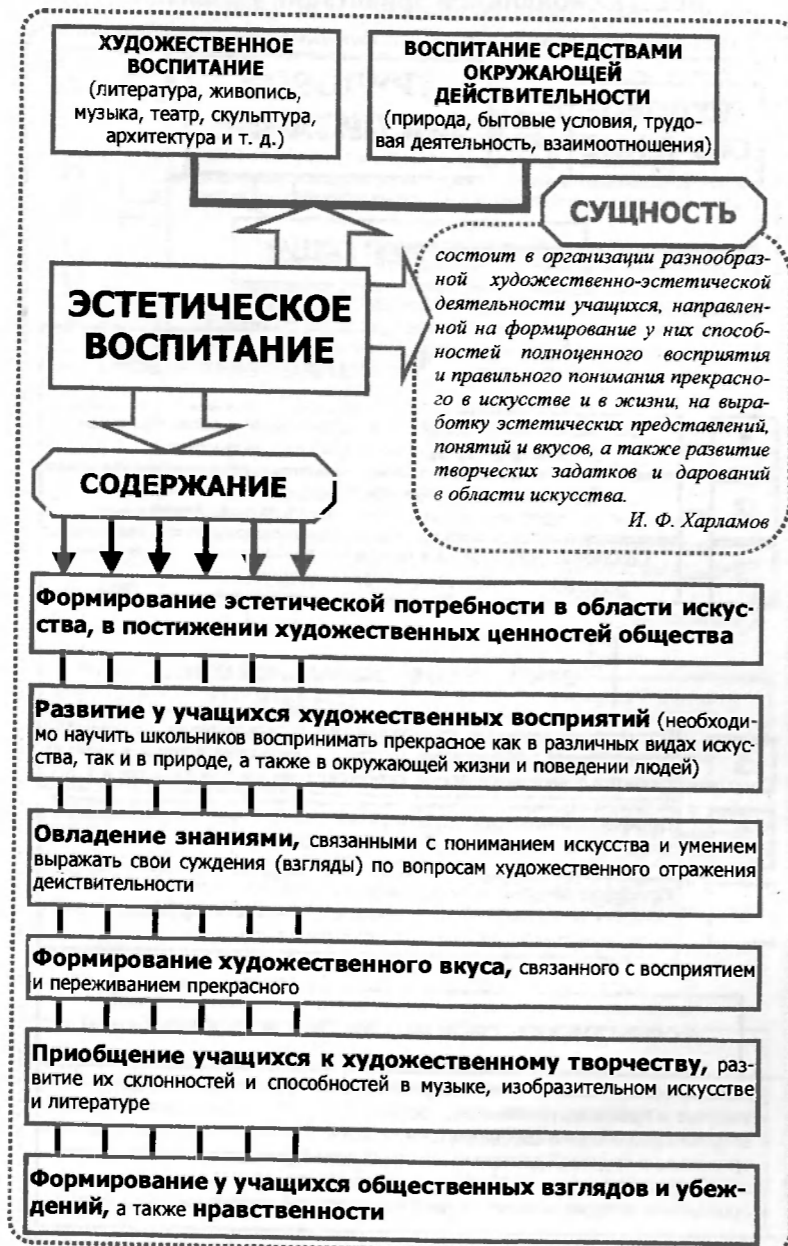 ХУДОЖЕСТВЕННОЕ
ВОСПИТАНИЕ
(литература, живопись,
музыка, театр, скульптура,
архитектура и т. д.)
ВОСПИТАНИЕ СРЕДСТВАМИ
ОКРУЖАЮЩЕЙ
ДЕЙСТВИТЕЛЬНОСТИ
(природа, бытовые условия, трудо-
вая деятельность, взаимоотношения)
СУЩНОСТЬ
состоит в организации разнообраз-
ной художественно-эстетической
деятельности учащихся, направлен-
ной на формирование у них способ-
ностей полноценного восприятия
и правильного понимания прекрасно-
го в искусстве и в жизни, на выра-
ботку эстетических представлений,
понятий и вкусов, а также развитие
творческих задатков и дарований
в области искусства.
И. Ф. Харламов
ЭСТЕТИЧЕСКОЕ
ВОСПИТАНИЕ
СОДЕРЖАНИЕ
Формирование эстетической потребности в области искус-
ства, в постижении художественных ценностей общества
Развитие у учащихся художественных восприятий (необходи-
мо научить школьников воспринимать прекрасное как в различных видах искус-
ства, так и в природе, а также в окружающей жизни и поведении людей)
Овладение знаниями, связанными с пониманием искусства и умением
выражать свои суждения (взгляды) по вопросам художественного отражения
действительности
Формирование художественного вкуса, связанного с восприятием
и переживанием прекрасного
Приобщение учащихся к художественному творчеству, раз-
витие их склонностей и способностей в музыке, изобразительном искусстве
и литературе
Формирование у учащихся общественных взглядов и убеж-
дений, а также нравственности